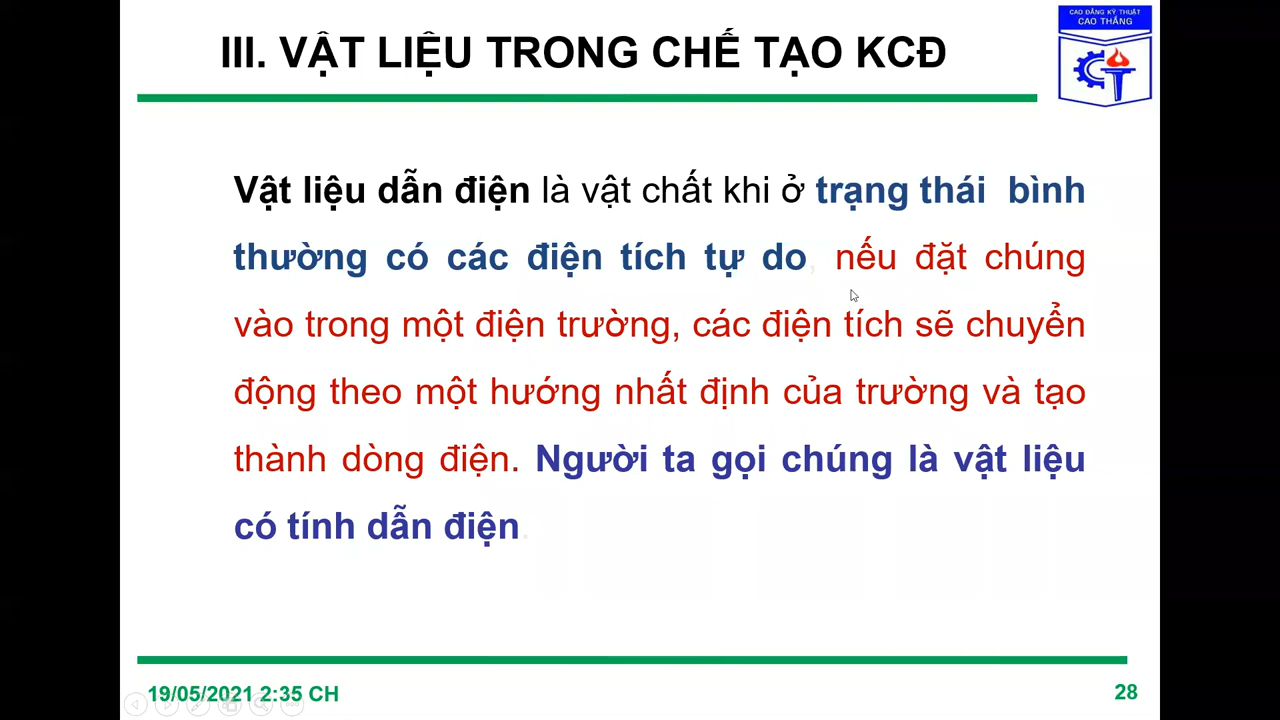 CAO ĐẲNG KỸ THUẬT
CAO THẮNG
III. VẬT LIỆU TRONG CHẾ TẠO KCĐ
Vật liệu dẫn điện là vật chất khi ở trạng thái bình
thường có các điện tích tự do, nếu đặt chúng
vào trong một điện trường, các điện tích sẽ chuyển
động theo một hướng nhất định của trường và tạo
thành dòng điện. Người ta gọi chúng là vật liệu
có tính dẫn điện.
19/05/2021 2:35 CH
28